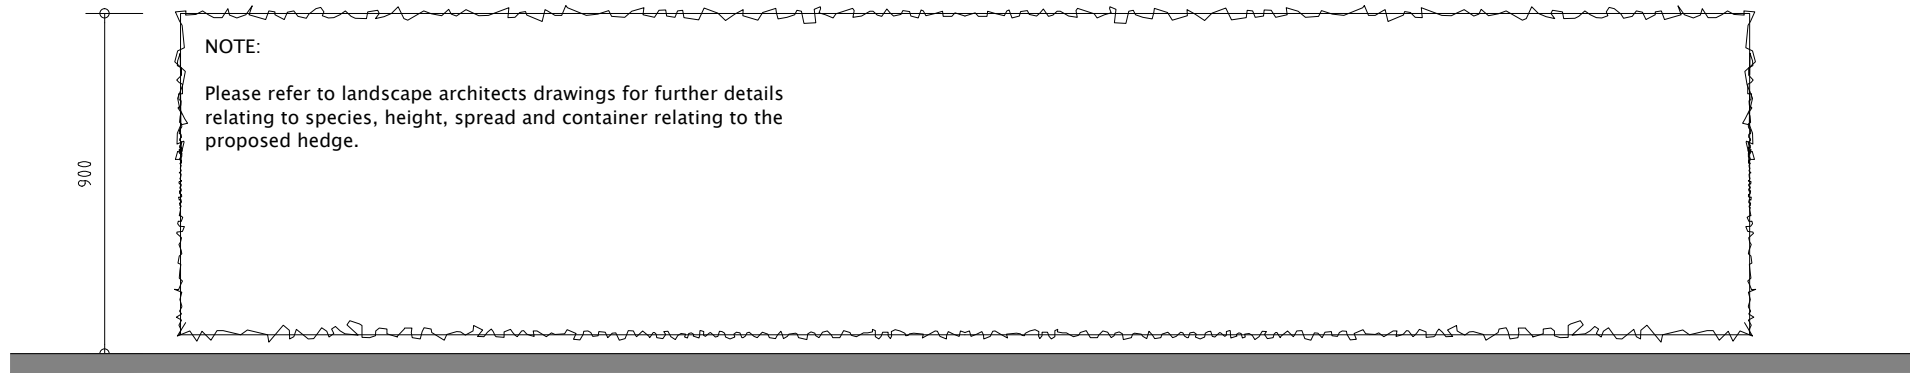 NOTE:
Please refer to landscape architects drawings for further details
relating to species, height, spread and container relating to the
proposed hedge.
900